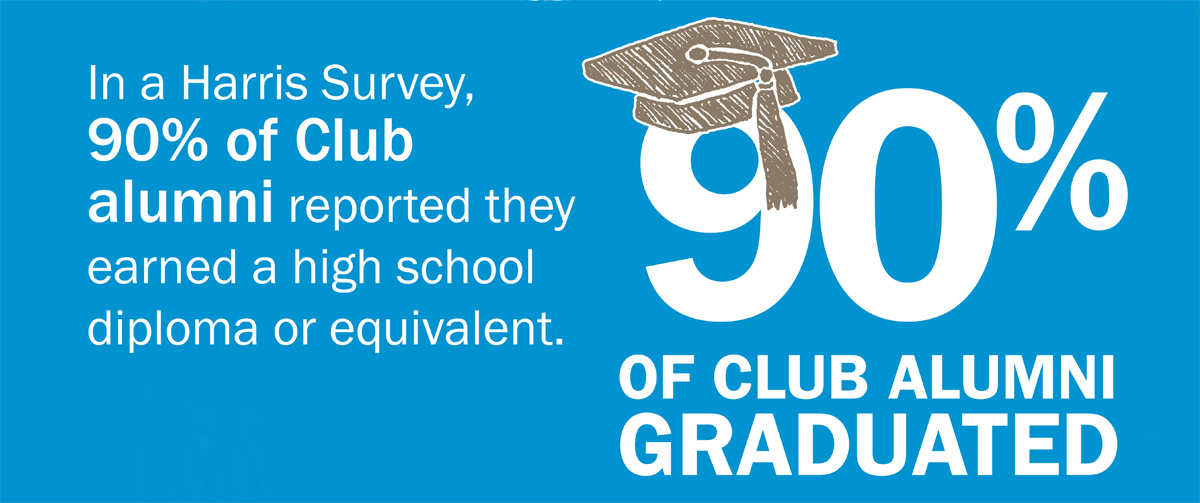 In a Harris Survey,
90% of Club
alumni reported they
earned a high school
diploma or equivalent.
90%
OF CLUB ALUMNI
GRADUATED